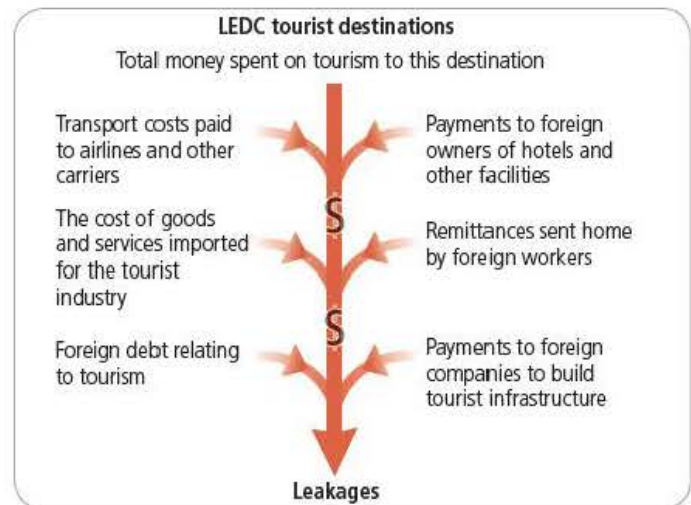 LEDC tourist destinations
Total money spent on tourism to this destination
Transport costs paid
to airlines and other
carriers
Payments to foreign
owners of hotels and
other facilities
$
The cost of goods
and services imported
for the tourist
industry
Remittances sent home
by foreign workers
$
Foreign debt relating
to tourism
Payments to foreign
companies to build
tourist infrastructure
Leakages